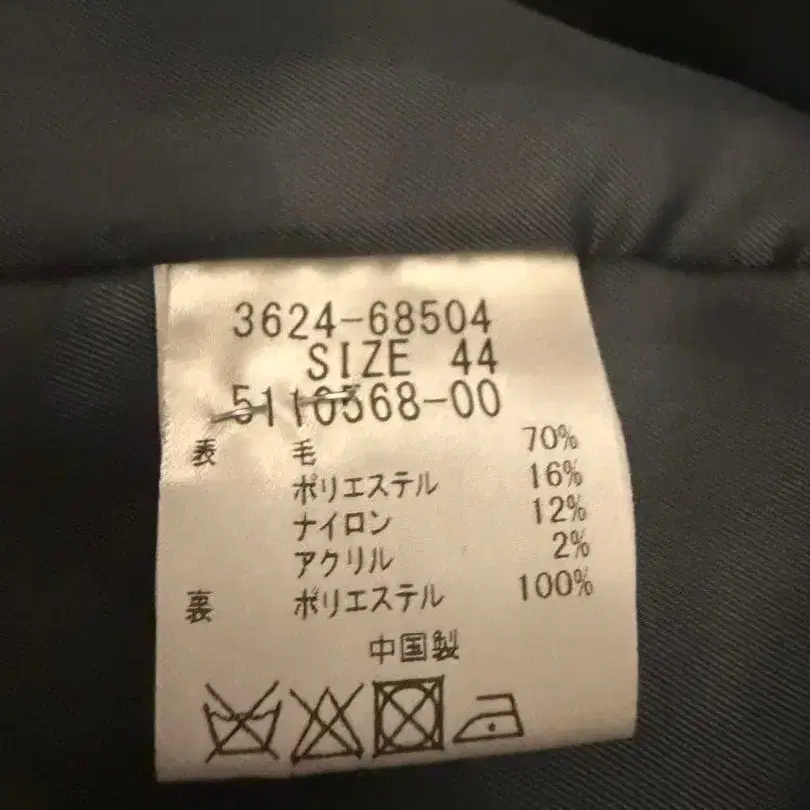 3624-68504
SIZE 44
5110568-00
表 毛 70%
ポリエステル 16%
ナイロン 12%
アクリル 2%
裏 ポリエステル 100%
中国製